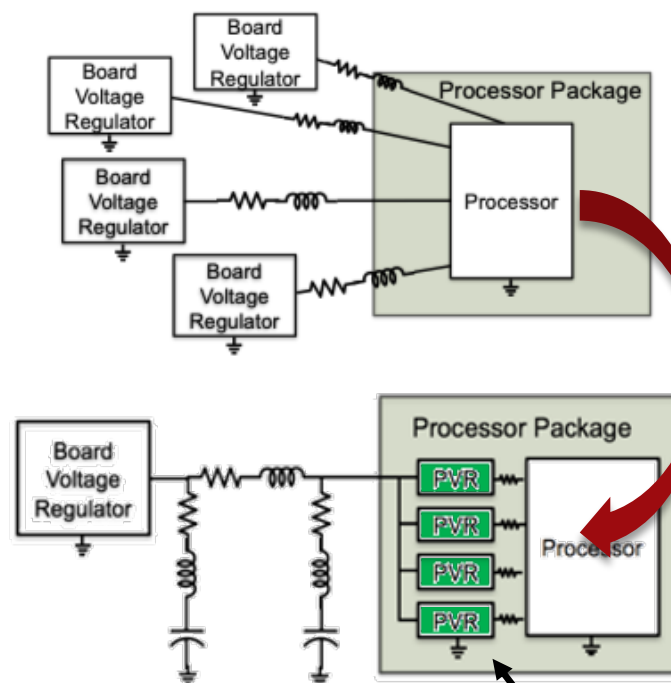 Board
Voltage
Regulator
Board
Voltage
Regulator
Processor Package
Board
Voltage
Regulator
Processor
Board
Voltage
Regulator
Processor Package
Board
Voltage
Regulator
PVR
PVR
PVR
PVR
Processor